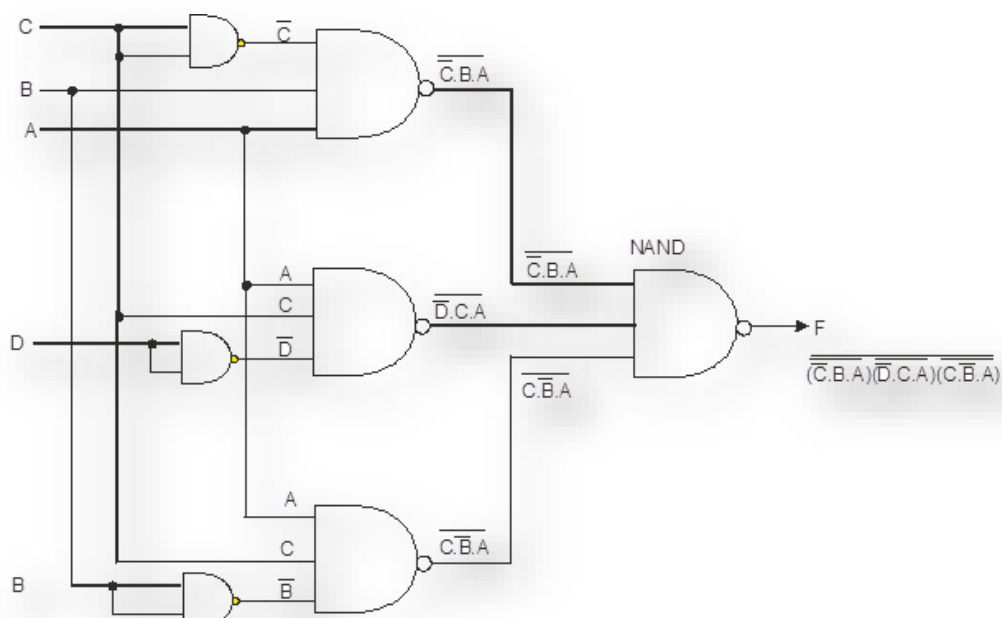 C
C̅
B
A
C̅.B.A
NAND
C̅.B.A
A
C
D̅
D
D̅.C.A
F
(C̅.B.A)(D̅.C.A)(C.B̅.A)
C.B̅.A
A
C
B
B̅
C.B̅.A